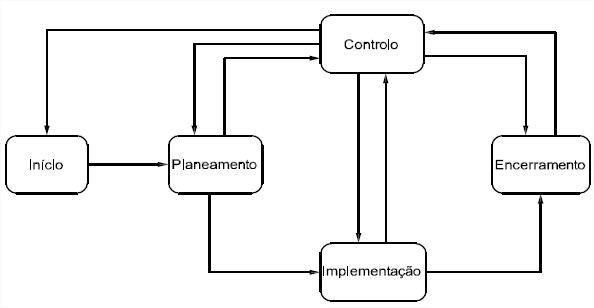 Controlo
Início
Planeamento
Encerramento
Implementação